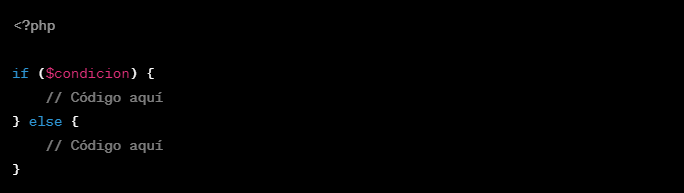 <?php
if ($condicion) {
// Código aquí
} else {
// Código aquí
}